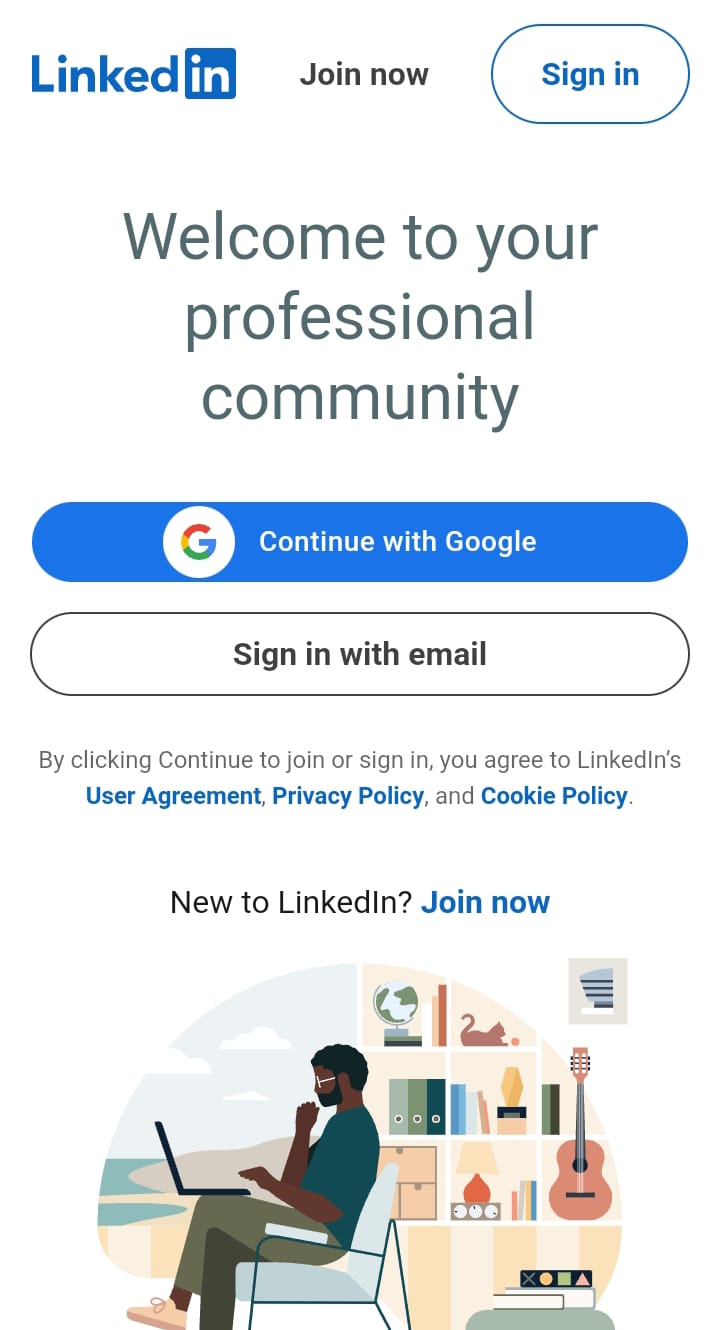 LinkedIn Join now Sign in
Welcome to your
professional
community
Continue with Google
Sign in with email
By clicking Continue to join or sign in, you agree to LinkedIn’s
User Agreement, Privacy Policy, and Cookie Policy.
New to LinkedIn? Join now